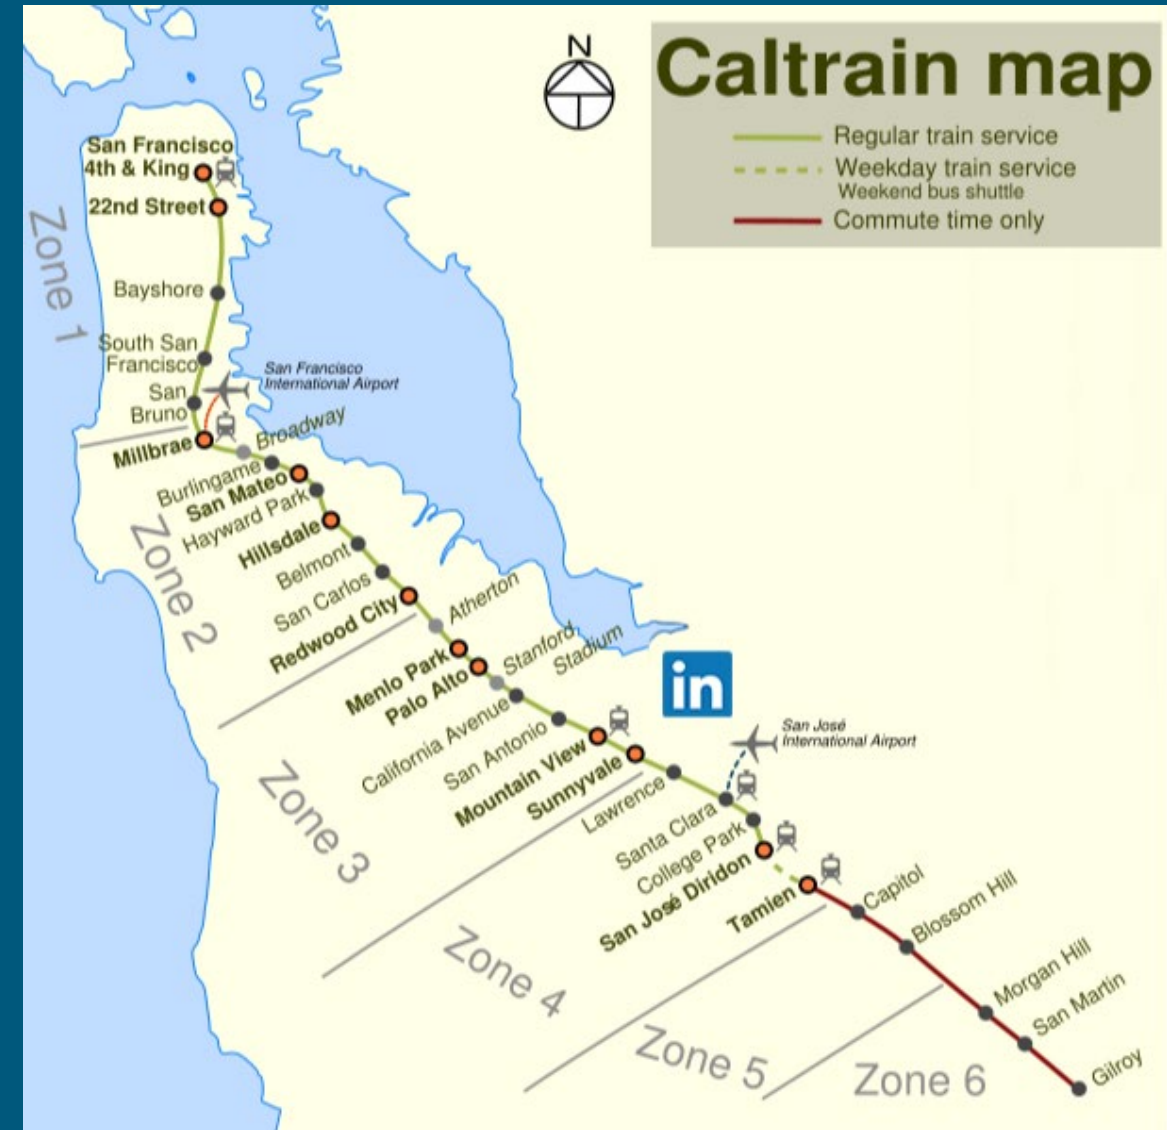 N
Caltrain map
Regular train service
Weekday train service
Weekend bus shuttle
Commute time only
San Francisco
4th & King
22nd Street
Zone 1
Bayshore
South San
Francisco
San Francisco
International Airport
San
Bruno
Millbrae
Broadway
Burlingame
San Mateo
Hayward Park
Hillsdale
Zone 2
Belmont
San Carlos
Redwood City
Atherton
Menlo Park
Palo Alto
Stanford
Stadium
California Avenue
San Antonio
Mountain View
Sunnyvale
in
Zone 3
San José
International Airport
Lawrence
Santa Clara
College Park
San José Diridon
Tamien
Zone 4
Capitol
Blossom Hill
Zone 5
Morgan Hill
San Martin
Gilroy
Zone 6